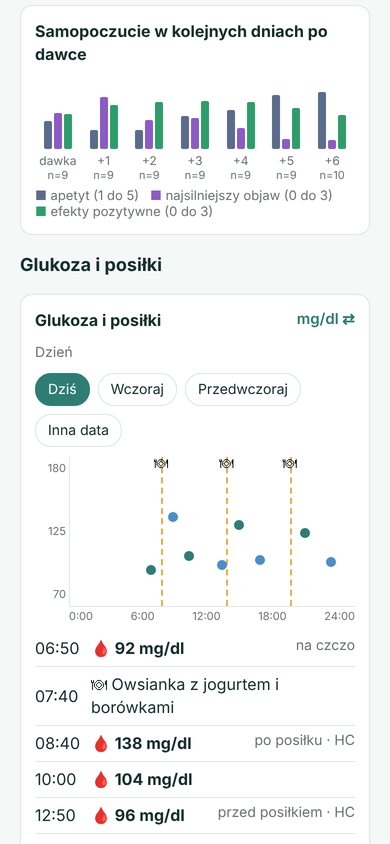 Samopoczucie w kolejnych dniach po
dawce
dawka +1 +2 +3 +4 +5 +6
n=9 n=9 n=9 n=9 n=9 n=9 n=10
apetyt (1 do 5) najsilniejszy objaw (0 do 3)
efekty pozytywne (0 do 3)
Glukoza i posiłki
Glukoza i posiłki mg/dl ⇄
Dzień
Dziś Wczoraj Przedwczoraj
Inna data
180
125
70
0:00 6:00 12:00 18:00 24:00
06:50 92 mg/dl na czczo
07:40 Owsianka z jogurtem i
borówkami
08:40 138 mg/dl po posiłku · HC
10:00 104 mg/dl
12:50 96 mg/dl przed posiłkiem · HC